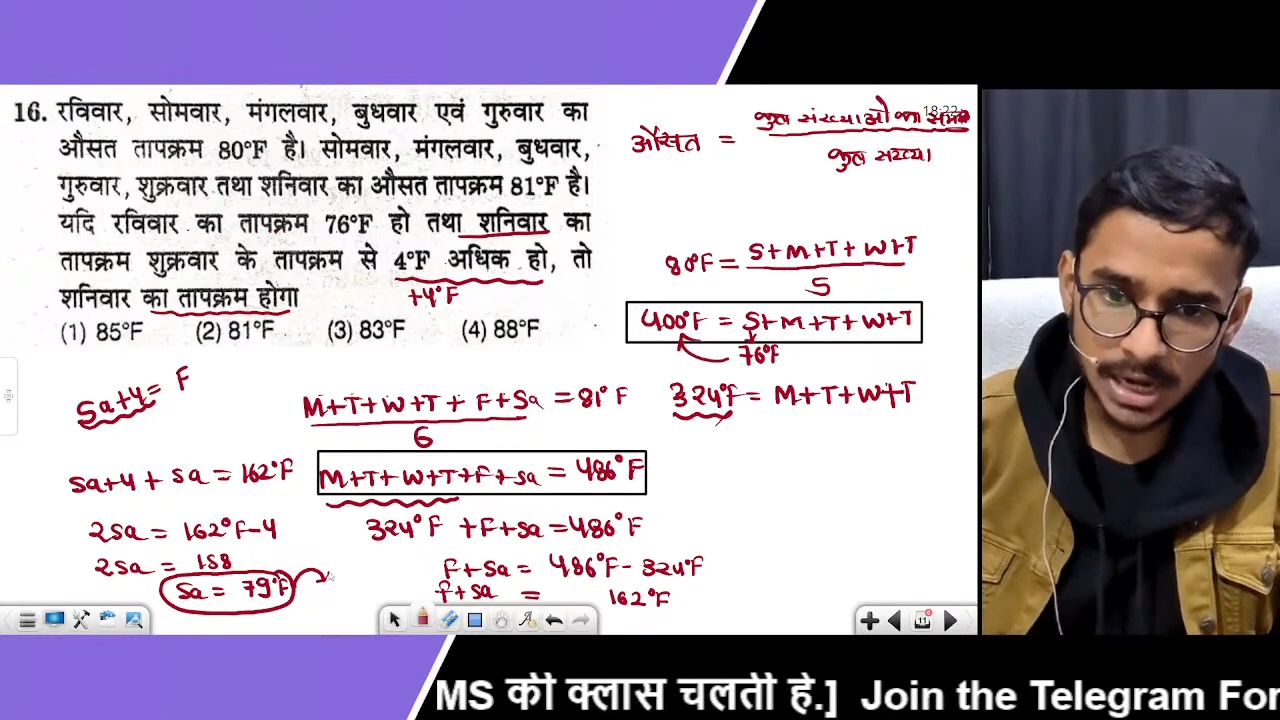 16. रविवार, सोमवार, मंगलवार, बुधवार एवं गुरुवार का
औसत तापक्रम 80°F है। सोमवार, मंगलवार, बुधवार,
गुरुवार, शुक्रवार तथा शनिवार का औसत तापक्रम 81°F है।
यदि रविवार का तापक्रम 76°F हो तथा शनिवार का
तापक्रम शुक्रवार के तापक्रम से 4°F अधिक हो, तो
शनिवार का तापक्रम होगा
+4°F
(1) 85°F (2) 81°F (3) 83°F (4) 88°F
18:22
औसत = कुल संख्याओ का
कुल संख्या
80°F = S+M+T+W+T
5
400°F = S+M+T+W+T
76°F
324°F = M+T+W+T
Sa+4 = F
M+T+W+T+F+Sa = 81°F
6
M+T+W+T+F+Sa = 486°F
324°F + F+Sa = 486°F
F+Sa = 486°F - 324°F
F+Sa = 162°F
Sa+4+Sa = 162°F
2Sa = 162°F-4
2Sa = 158
Sa = 79°F
11
MS की क्लास चलती हे.] Join the Telegram For